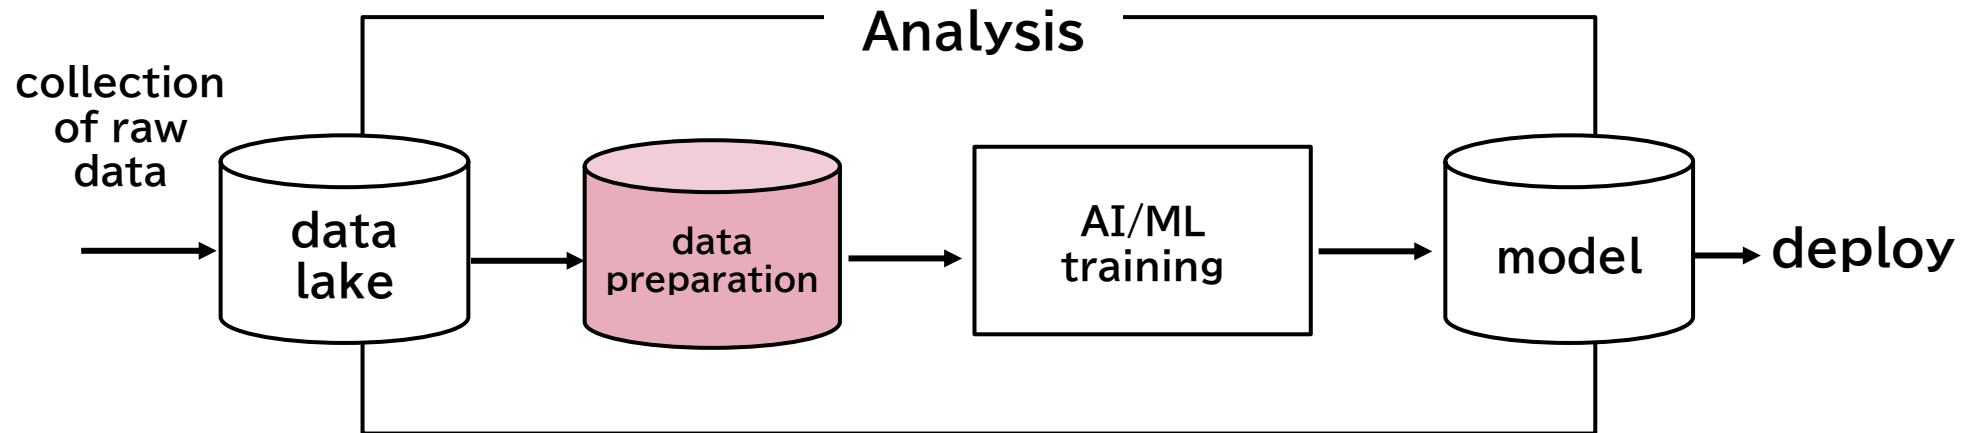 Analysis
collection
of raw
data
data
lake
data
preparation
AI/ML
training
model
deploy